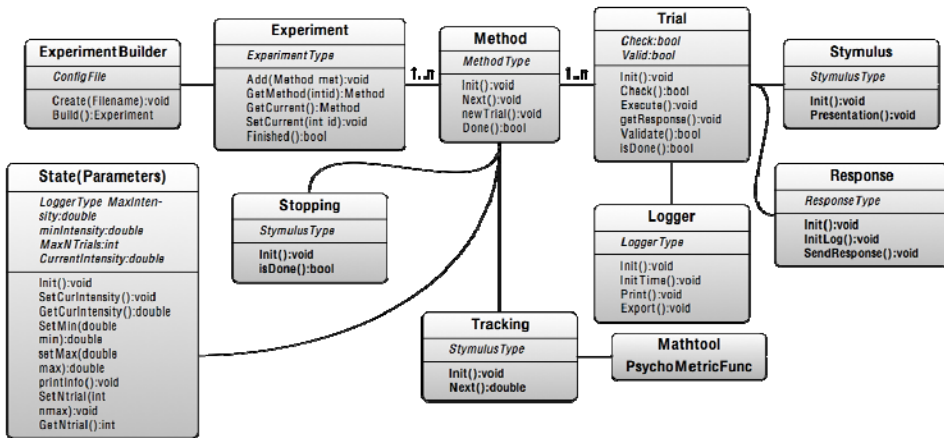 Experiment Builder
ConfigFile
Create(Filename):void
Build():Experiment
Experiment
ExperimentType
Add(Method met):void
GetMethod(intid):Method
GetCurrent():Method
SetCurrent(int id):void
Finished():bool
1..n
Method
MethodType
Init():void
Next():void
newTrial():void
Done():bool
1..n
Trial
Check:bool
Valid:bool
Init():void
Check():bool
Execute():void
getResponse():void
Validate():bool
isDone():bool
Stymulus
StymulusType
Init():void
Presentation():void
State(Parameters)
LoggerType MaxInten-
sity:double
minIntensity:double
MaxNTrials:int
CurrentIntensity:double
Init():void
SetCurIntensity():void
GetCurIntensity():double
SetMin(double
min):double
setMax(double
max):double
printInfo():void
SetNtrial(int
nmax):void
GetNtrial():int
Stopping
StymulusType
Init():void
isDone():bool
Logger
LoggerType
Init():void
InitTime():void
Print():void
Export():void
Response
ResponseType
Init():void
InitLog():void
SendResponse():void
Tracking
StymulusType
Init():void
Next():double
Mathtool
PsychoMetricFunc